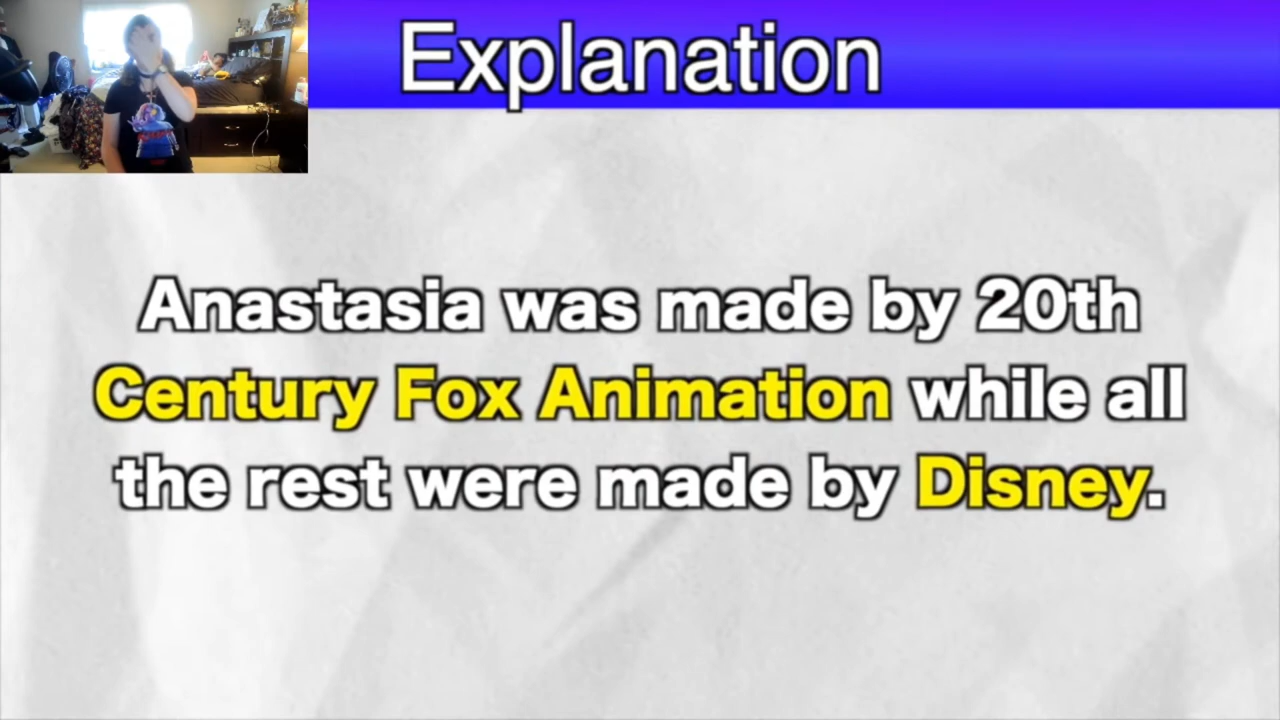 Explanation
Anastasia was made by 20th
Century Fox Animation while all
the rest were made by Disney.